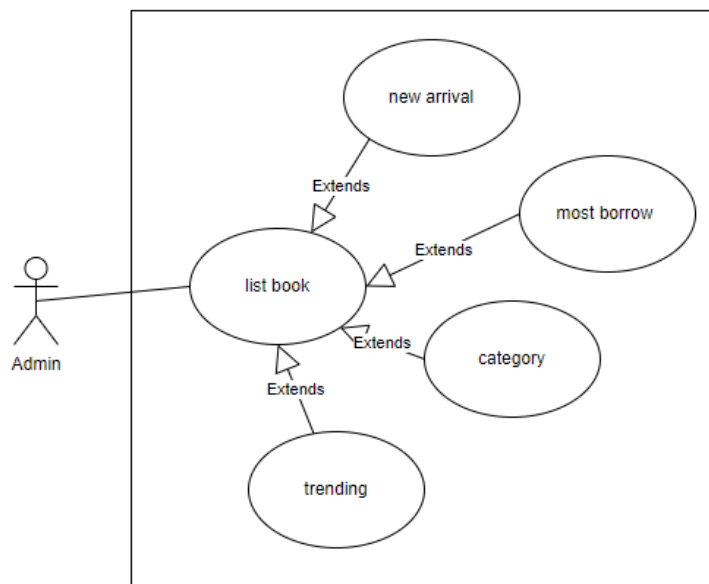 new arrival
Extends
most borrow
Extends
list book
Admin
Extends
category
Extends
trending